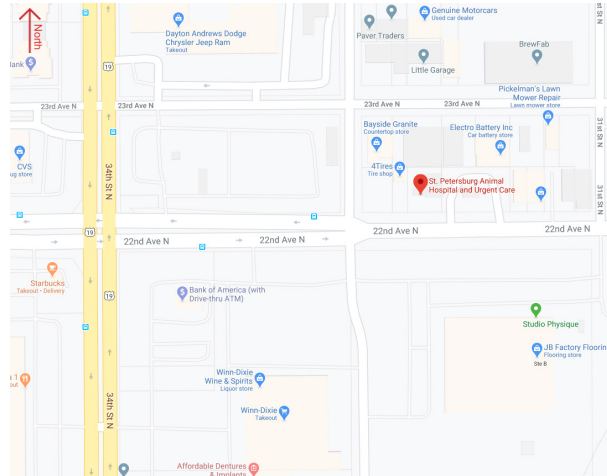 North
Dayton Andrews Dodge
Chrysler Jeep Ram
Takeout
Genuine Motorcars
Used car dealer
Paver Traders
BrewFab
Little Garage
31st St N
19
Pickelman's Lawn
Mower Repair
Lawn mower store
23rd Ave N
23rd Ave N
23rd Ave N
23rd Ave N
Bayside Granite
Countertop store
Electro Battery Inc
Car battery store
31st St N
CVS
4Tires
Tire shop
34th St N
St. Petersburg Animal
Hospital and Urgent Care
31st St N
19
22nd Ave N
22nd Ave N
22nd Ave N
22nd Ave N
Starbucks
Takeout • Delivery
Bank of America (with
Drive-thru ATM)
19
Studio Physique
JB Factory Floorin
Flooring store
Ste B
Winn-Dixie
Wine & Spirits
Liquor store
34th St N
Winn-Dixie
Takeout
Affordable Dentures
& Implants